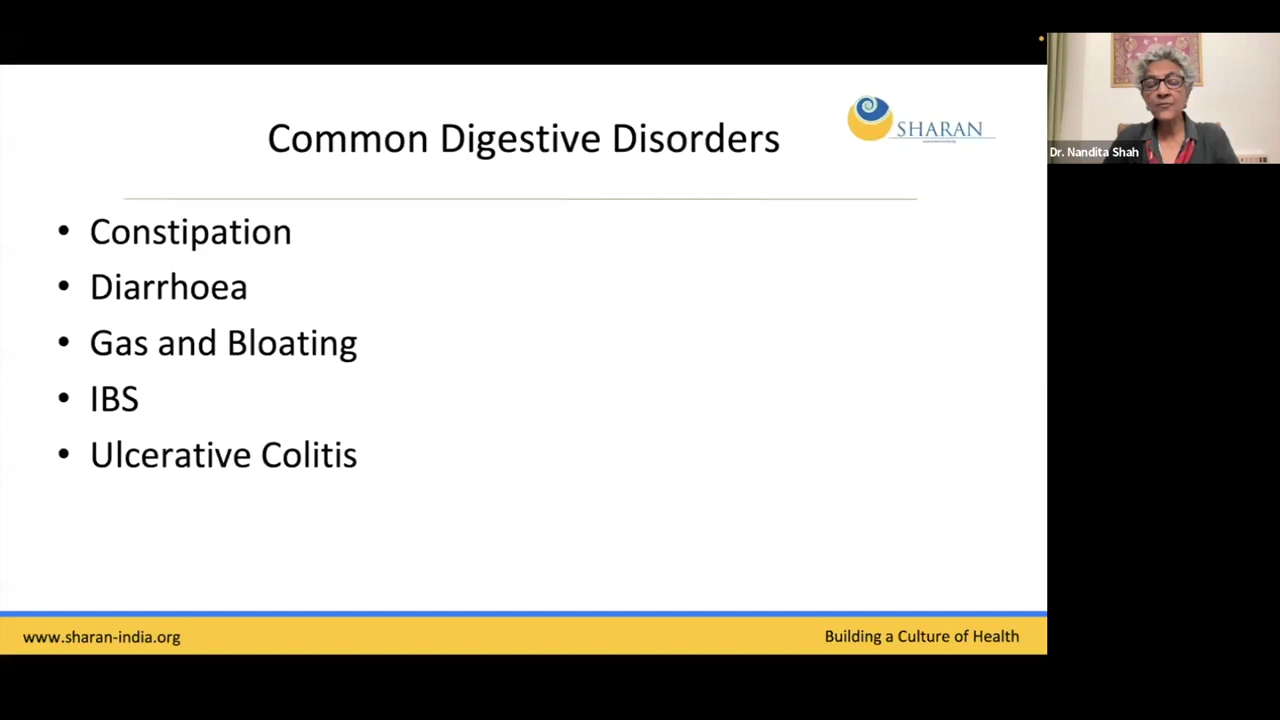 Common Digestive Disorders
SHARAN
Dr. Nandita Shah
• Constipation
• Diarrhoea
• Gas and Bloating
• IBS
• Ulcerative Colitis
www.sharan-india.org
Building a Culture of Health